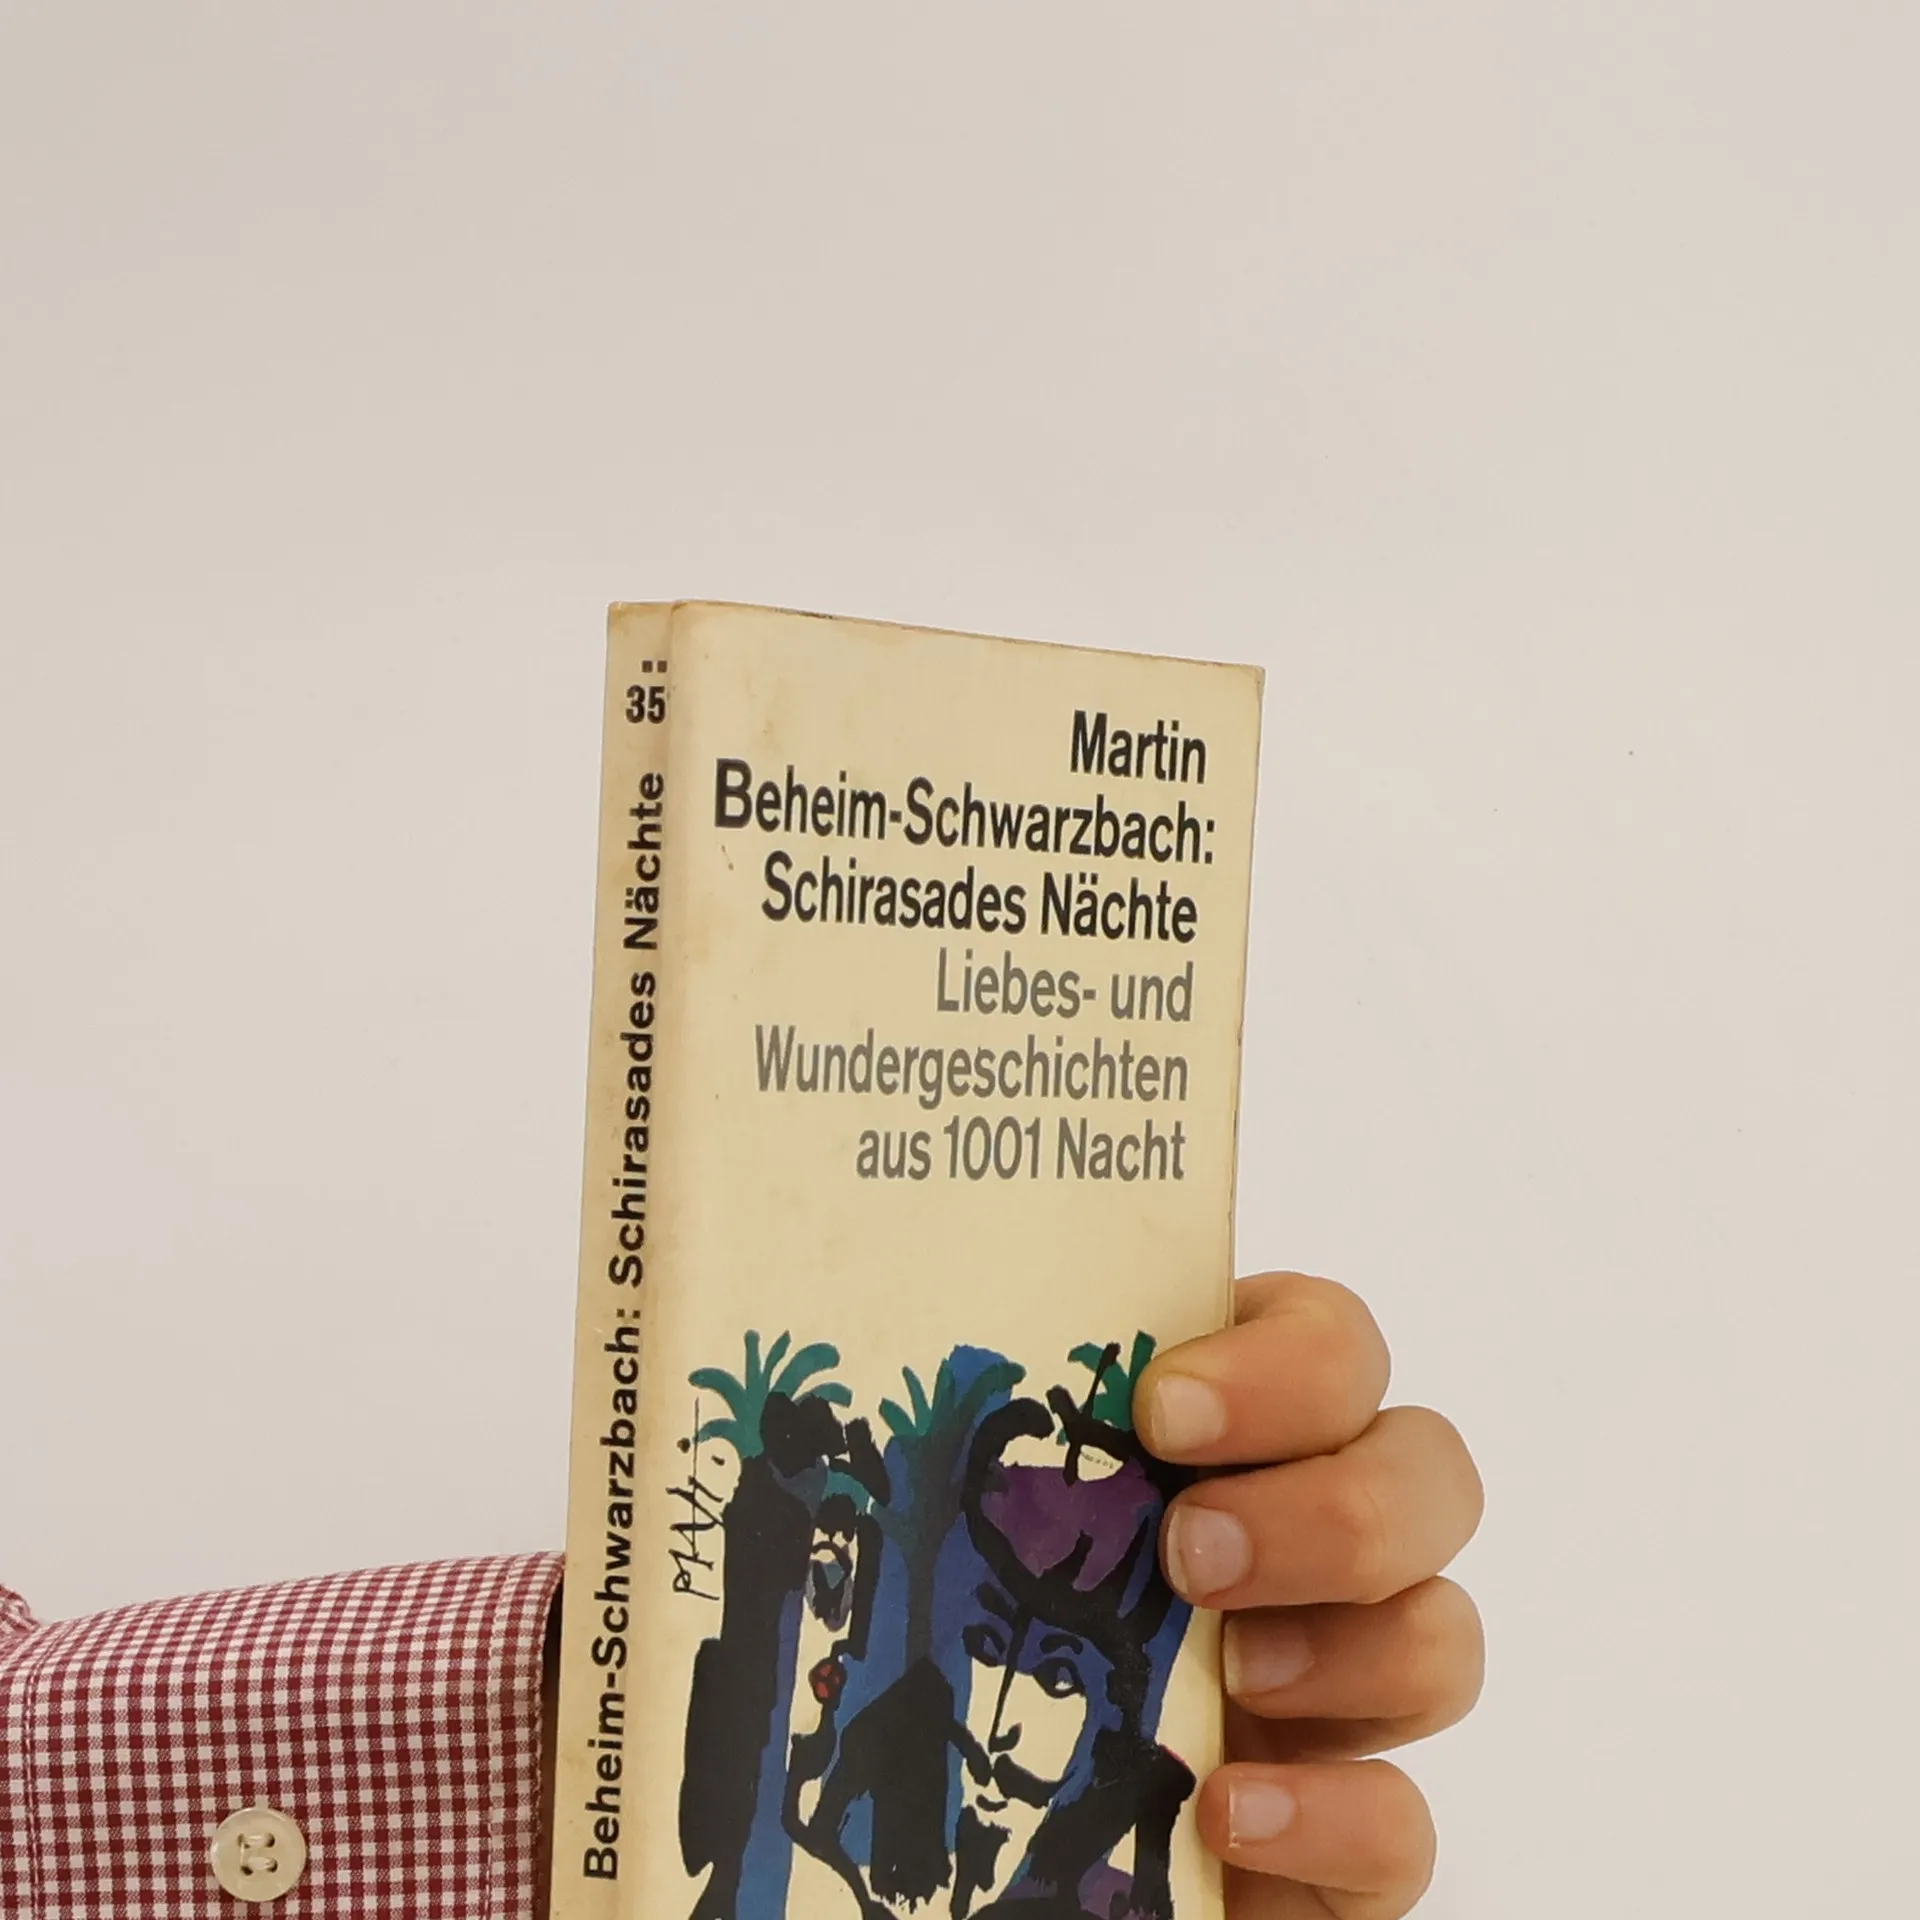 Martin
Beheim-Schwarzbach:
Schirasades Nächte
Liebes- und
Wundergeschichten
aus 1001 Nacht
Beheim-Schwarzbach: Schirasades Nächte 35